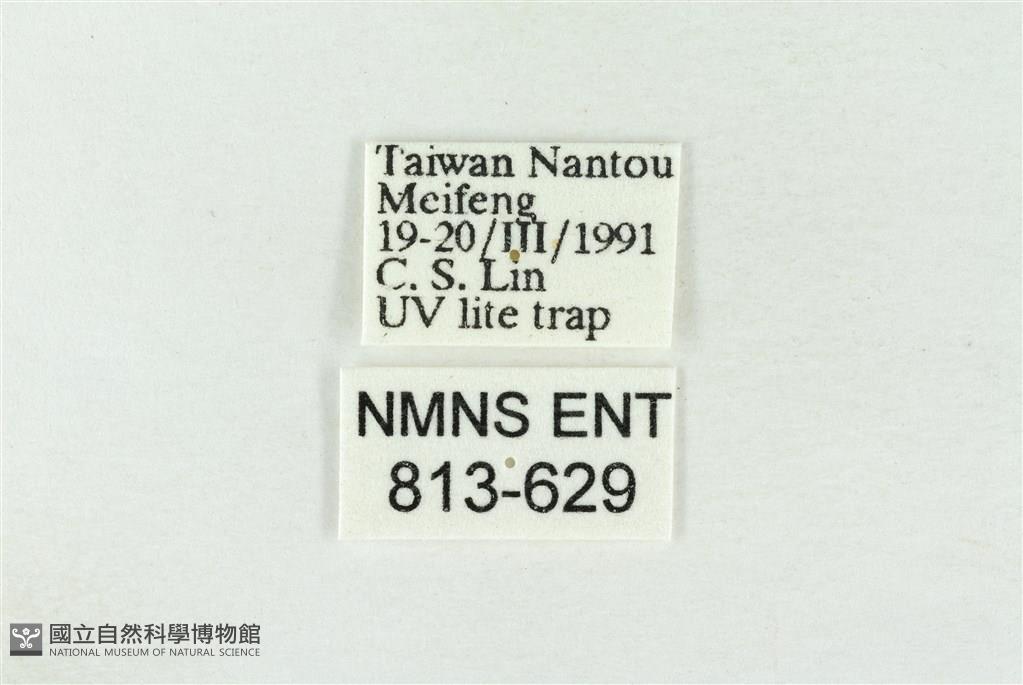 Taiwan Nantou
Meifeng
19-20/III/1991
C. S. Lin
UV lite trap
NMNS ENT
813-629
國立自然科學博物館
NATIONAL MUSEUM OF NATURAL SCIENCE